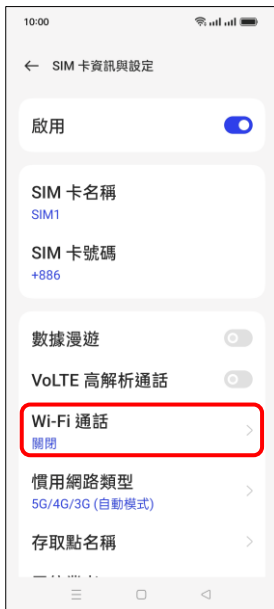 10:00
SIM 卡資訊與設定
啟用
SIM 卡名稱
SIM1
SIM 卡號碼
+886
數據漫遊
VoLTE 高解析通話
Wi-Fi 通話
關閉
慣用網路類型
5G/4G/3G (自動模式)
存取點名稱